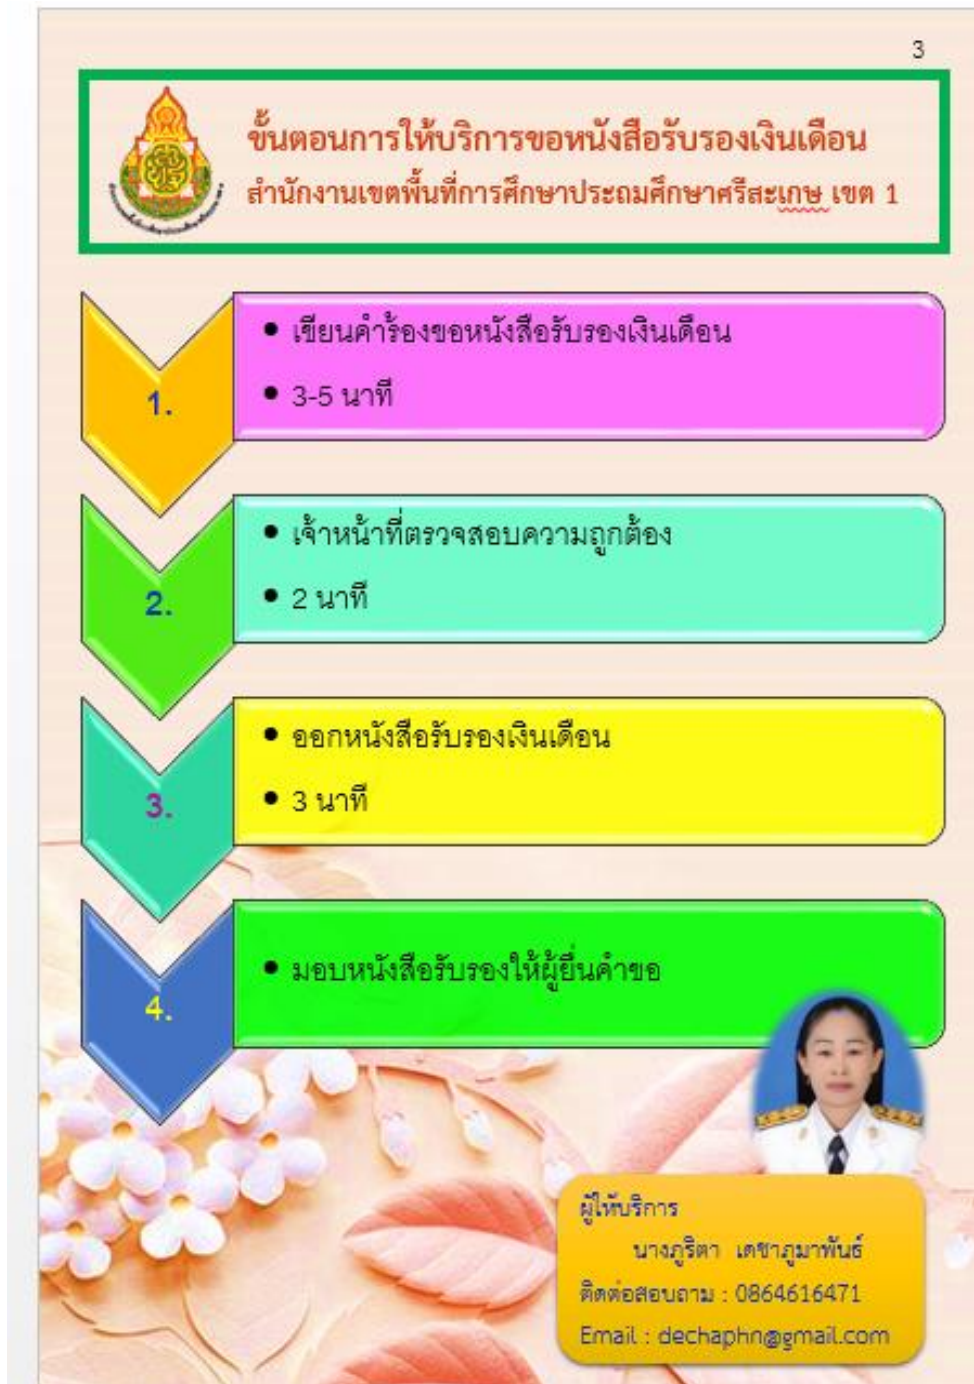 3
ขั้นตอนการให้บริการขอหนังสือรับรองเงินเดือน
สำนักงานเขตพื้นที่การศึกษาประถมศึกษาศรีสะเกษ เขต 1
1.
• เขียนคำร้องขอหนังสือรับรองเงินเดือน
• 3-5 นาที
2.
• เจ้าหน้าที่ตรวจสอบความถูกต้อง
• 2 นาที
3.
• ออกหนังสือรับรองเงินเดือน
• 3 นาที
4.
• มอบหนังสือรับรองให้ผู้ยื่นคำขอ
ผู้ให้บริการ
นางภูริตา เดชาภูมาพันธ์
ติดต่อสอบถาม : 0864616471
Email : dechaphn@gmail.com